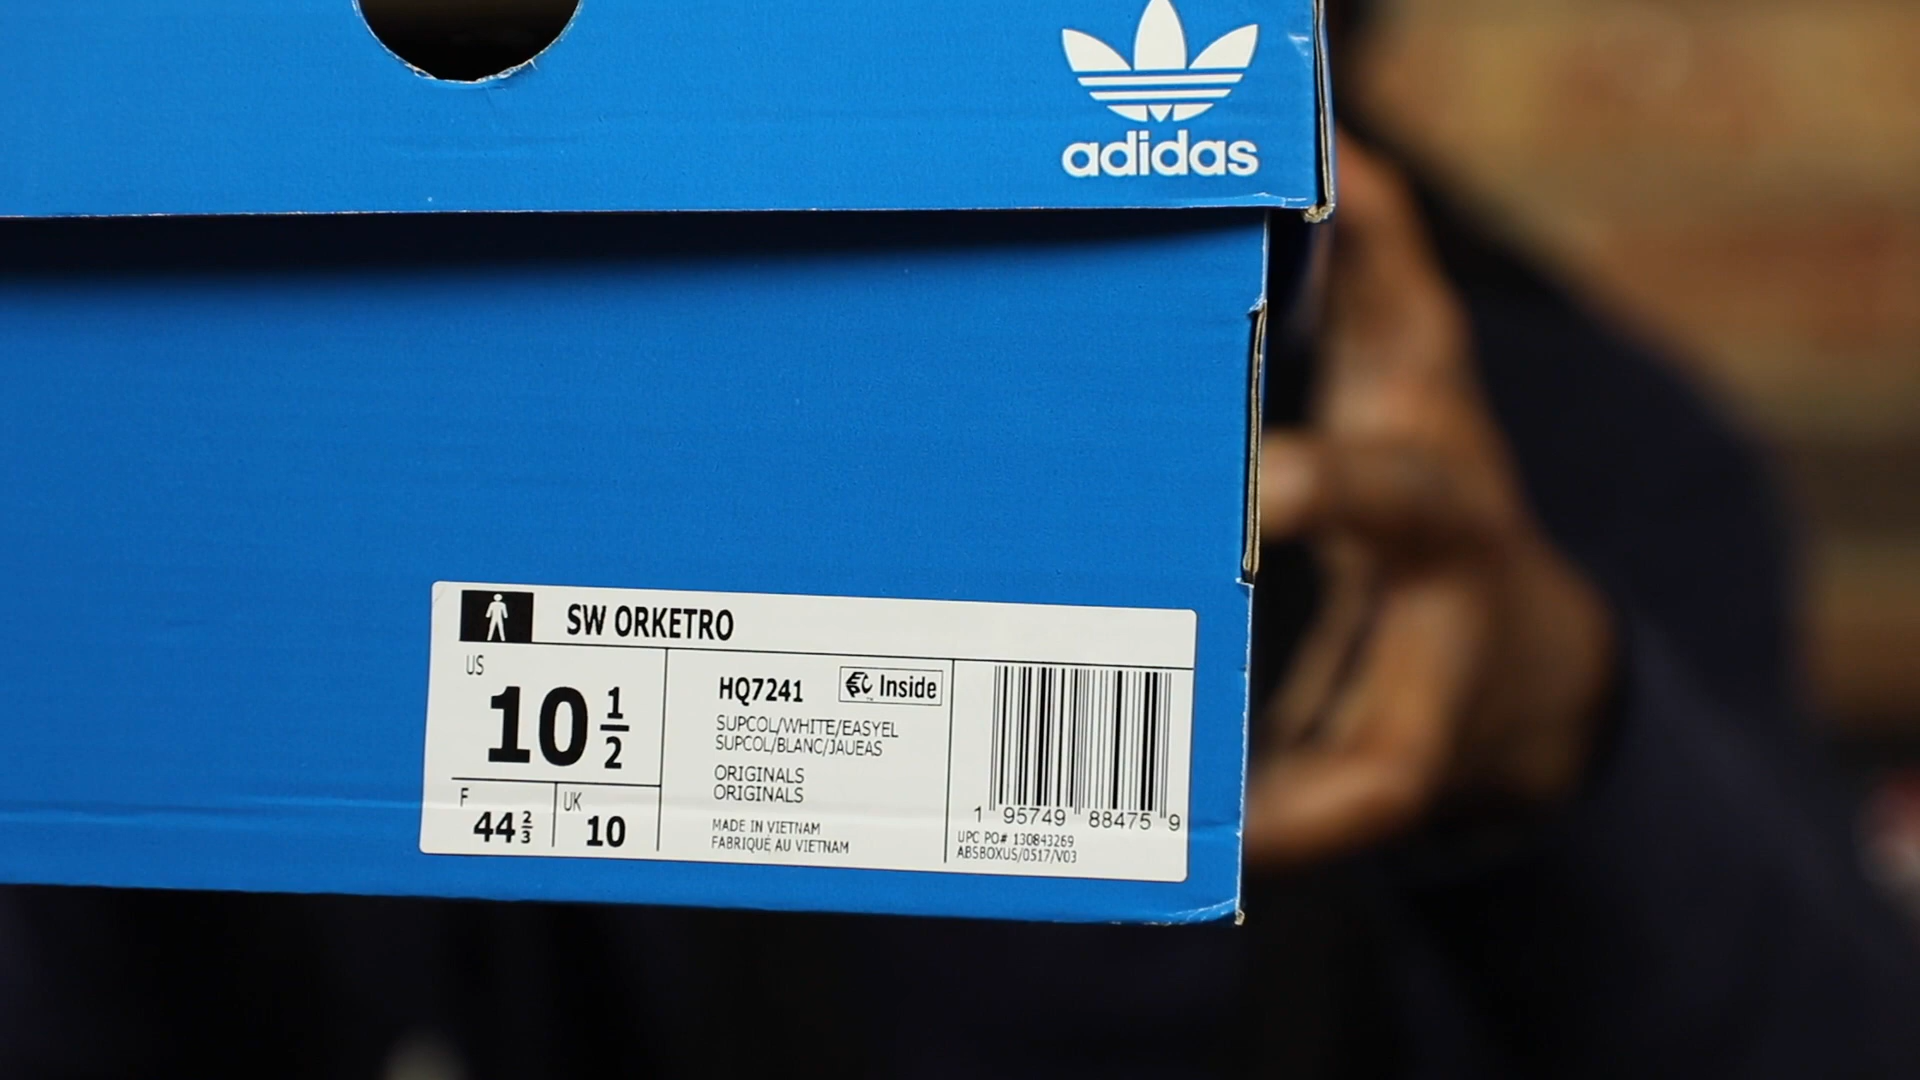 adidas
SW ORKETRO
US
10 1/2
F
44 2/3
UK
10
HQ7241
Inside
SUPCOL/WHITE/EASYEL
SUPCOL/BLANC/JAUEAS
ORIGINALS
ORIGINALS
MADE IN VIETNAM
FABRIQUÉ AU VIETNAM
1 95749 88475 9
UPC PO# 130843269
ABSBOXUS/0517/V03